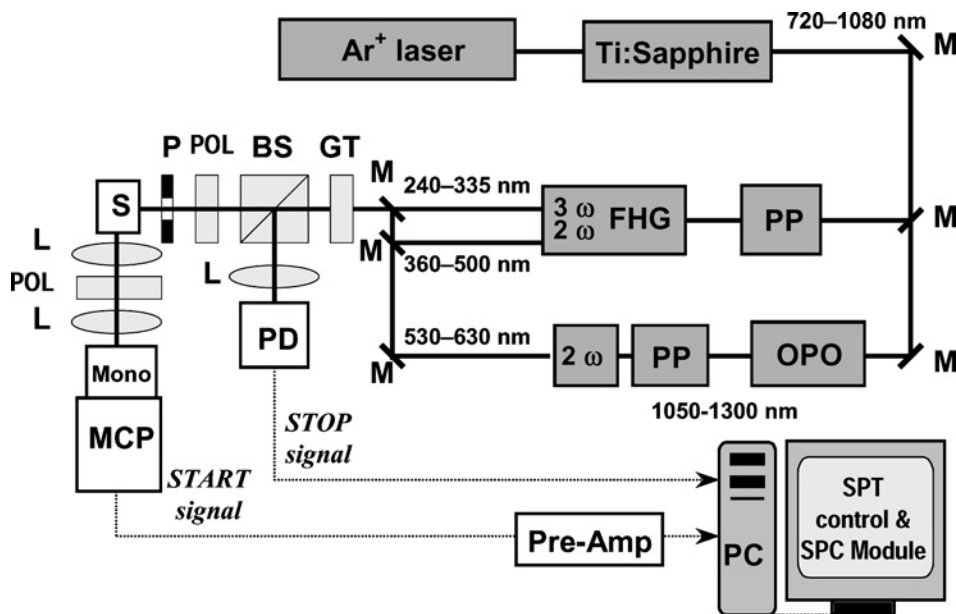 720–1080 nm
Ar+ laser
Ti:Sapphire
M
P
POL
BS
GT
M
240–335 nm
S
3 ω
2 ω
FHG
PP
M
L
M
360–500 nm
POL
L
L
PD
530–630 nm
M
2 ω
PP
OPO
M
1050-1300 nm
Mono
MCP
STOP
signal
START
signal
Pre-Amp
PC
SPT
control &
SPC Module